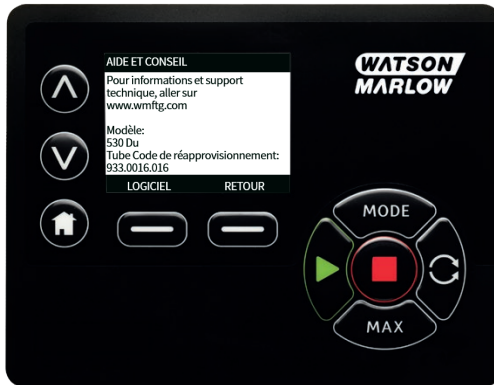 AIDE ET CONSEIL
Pour informations et support
technique, aller sur
www.wmftg.com
Modèle:
530 Du
Tube Code de réapprovisionnement:
933.0016.016
LOGICIEL RETOUR
WATSON
MARLOW
MODE
MAX